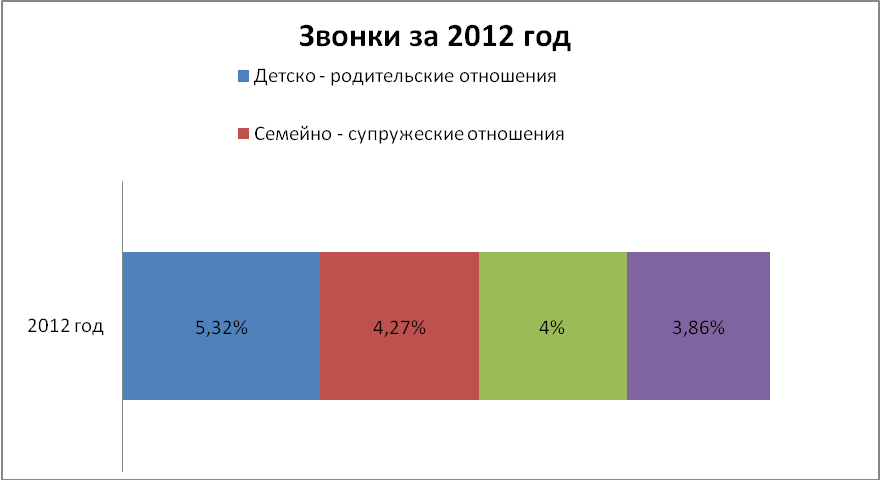 Звонки за 2012 год
Детско - родительские отношения
Семейно - супружеские отношения
2012 год
5,32%
4,27%
4%
3,86%